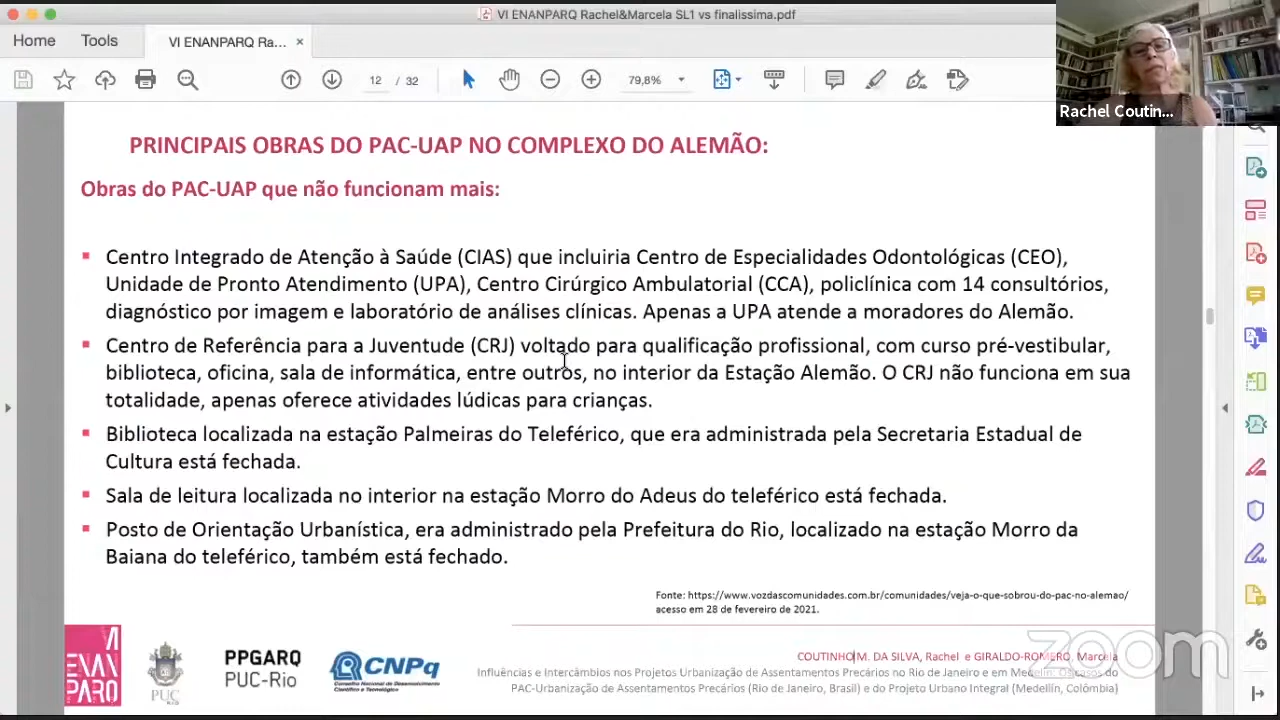 VI ENANPARQ Rachel&Marcela SL1 vs finalissima.pdf
Home Tools VI ENANPARQ Ra... ×
12 / 32 79,8%
Rachel Coutin...
PRINCIPAIS OBRAS DO PAC-UAP NO COMPLEXO DO ALEMÃO:
Obras do PAC-UAP que não funcionam mais:
Centro Integrado de Atenção à Saúde (CIAS) que incluiria Centro de Especialidades Odontológicas (CEO),
Unidade de Pronto Atendimento (UPA), Centro Cirúrgico Ambulatorial (CCA), policlínica com 14 consultórios,
diagnóstico por imagem e laboratório de análises clínicas. Apenas a UPA atende a moradores do Alemão.
Centro de Referência para a Juventude (CRJ) voltado para qualificação profissional, com curso pré-vestibular,
biblioteca, oficina, sala de informática, entre outros, no interior da Estação Alemão. O CRJ não funciona em sua
totalidade, apenas oferece atividades lúdicas para crianças.
Biblioteca localizada na estação Palmeiras do Teleférico, que era administrada pela Secretaria Estadual de
Cultura está fechada.
Sala de leitura localizada no interior na estação Morro do Adeus do teleférico está fechada.
Posto de Orientação Urbanística, era administrado pela Prefeitura do Rio, localizado na estação Morro da
Baiana do teleférico, também está fechado.
Fonte: https://www.vozdascomunidades.com.br/comunidades/veja-o-que-sobrou-do-pac-no-alemao/
acesso em 28 de fevereiro de 2021.
VI
ENAN
PARQ
PUC
RIO
PPGARQ
PUC-Rio
CNPq
Conselho Nacional de Desenvolvimento
Científico e Tecnológico
zoom
COUTINHO M. DA SILVA, Rachel e GIRALDO-ROMERO, Marcela
Influências e Intercâmbios nos Projetos Urbanização de Assentamentos Precários no Rio de Janeiro e em Medellín: Os casos do
PAC-Urbanização de Assentamentos Precários (Rio de Janeiro, Brasil) e do Projeto Urbano Integral (Medellín, Colômbia)